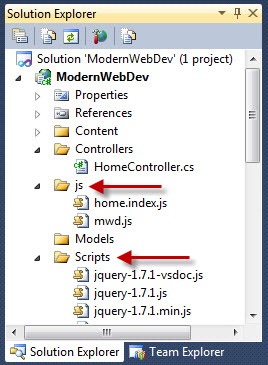 Solution Explorer
Solution 'ModernWebDev' (1 project)
ModernWebDev
Properties
References
Content
Controllers
HomeController.cs
js
home.index.js
mwd.js
Models
Scripts
jquery-1.7.1-vsdoc.js
jquery-1.7.1.js
jquery-1.7.1.min.js
Solution Explorer Team Explorer